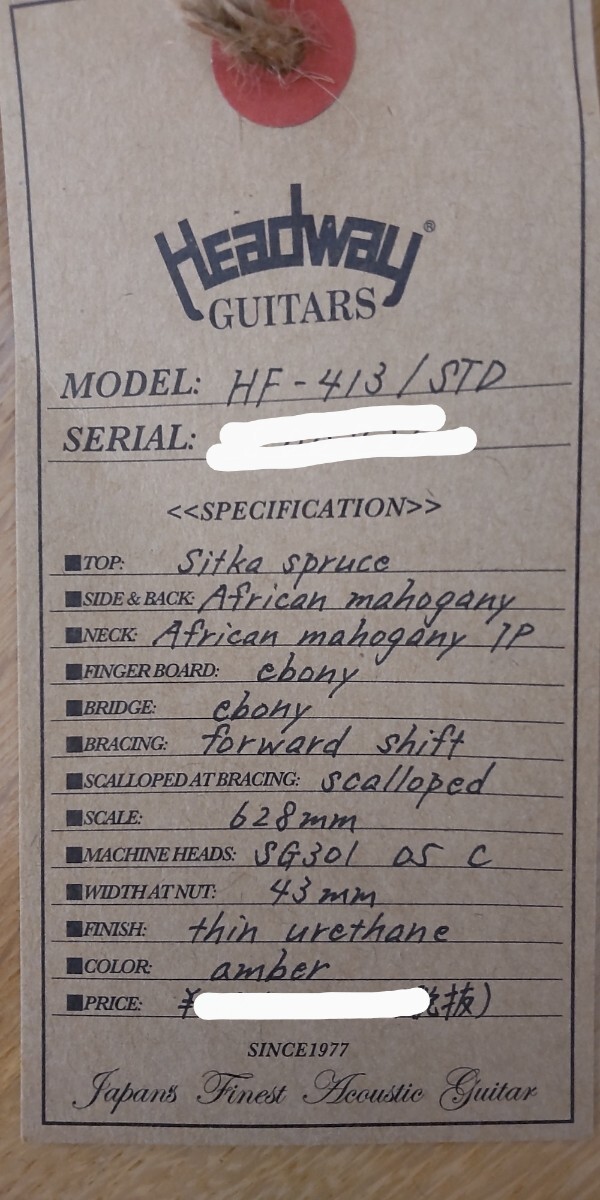 Headway®
GUITARS
MODEL: HF-413/STD
SERIAL:
<<SPECIFICATION>>
■TOP: Sitka spruce
■SIDE & BACK: African mahogany
■NECK: African mahogany 1P
■FINGER BOARD: ebony
■BRIDGE: ebony
■BRACING: forward shift
■SCALLOPED AT BRACING: scalloped
■SCALE: 628mm
■MACHINE HEADS: SG301 05 C
■WIDTH AT NUT: 43mm
■FINISH: thin urethane
■COLOR: amber
■PRICE: ¥ 税抜)
SINCE1977
Japan's Finest Acoustic Guitar